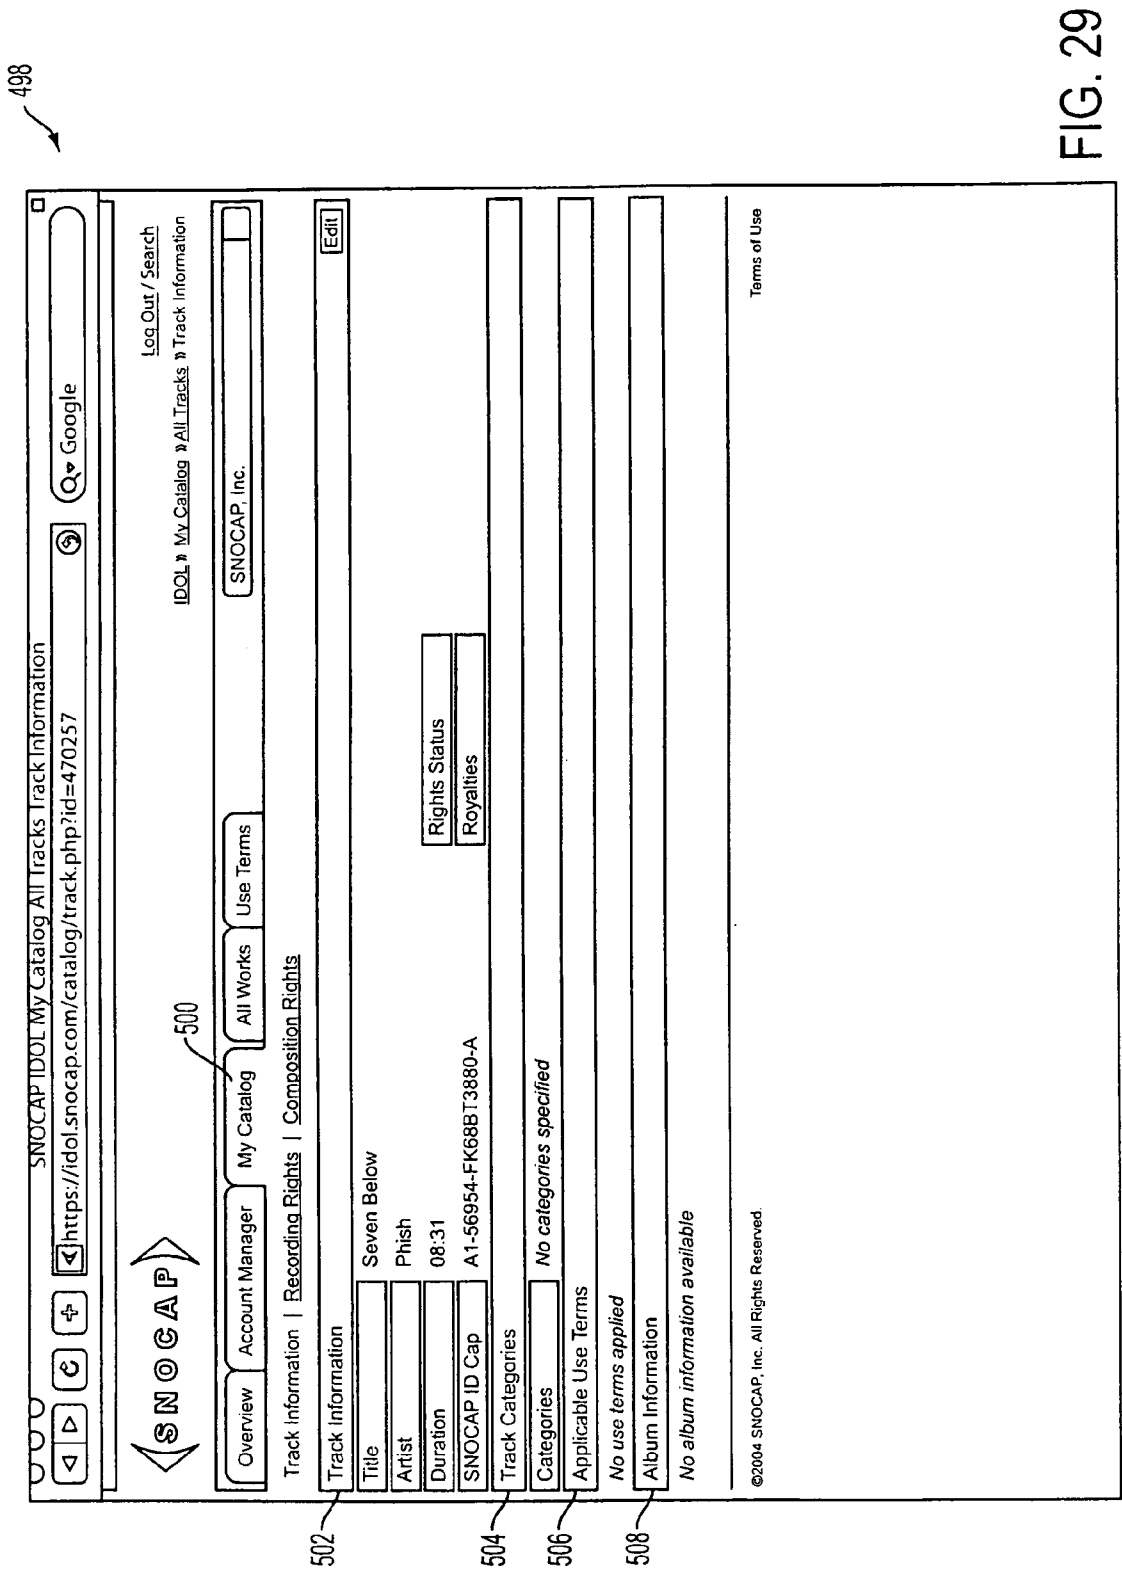 498
SNOCAP IDOL My Catalog All Tracks Track Information
https://idol.snocap.com/catalog/track.php?id=470257
Google
SNOCAP
Log Out / Search
IDOL » My Catalog » All Tracks » Track Information
500
Overview
Account Manager
My Catalog
All Works
Use Terms
SNOCAP, Inc.
Track Information | Recording Rights | Composition Rights
502
Track Information
Edit
Title Seven Below
Artist Phish
Duration 08:31 Rights Status
SNOCAP ID Cap A1-56954-FK68BT3880-A Royalties
504
Track Categories
Categories No categories specified
506
Applicable Use Terms
No use terms applied
508
Album Information
No album information available
©2004 SNOCAP, Inc. All Rights Reserved. Terms of Use
FIG. 29